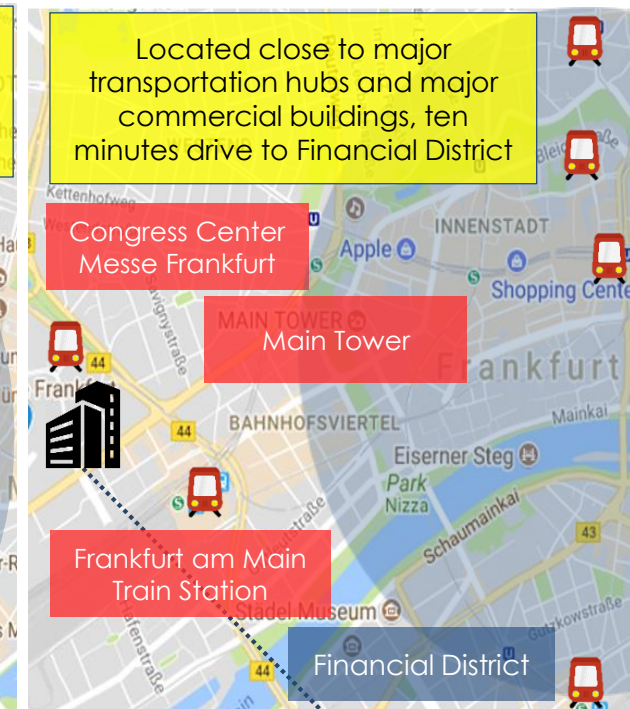 Located close to major
transportation hubs and major
commercial buildings, ten
minutes drive to Financial District
Kettenhofweg
Congress Center
Messe Frankfurt
Savignystraße
INNENSTADT
Apple
Shopping Cente
MAIN TOWER
Main Tower
Frankfurt
44
44
BAHNHOFSVIERTEL
Mainkai
Eiserner Steg
Park
Nizza
Schaumainkai
43
Frankfurt am Main
Train Station
Städel Museum
Gutzkowstraße
Hafenstraße
44
Financial District